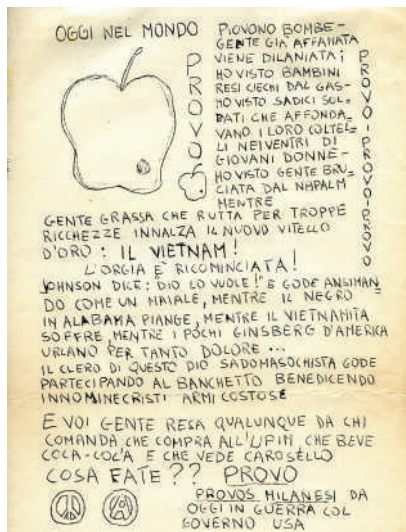 OGGI NEL MONDO
PIOVONO BOMBE-
GENTE GIÀ AFFAMATA
VIENE DILANIATA;
HO VISTO BAMBINI
RESI CIECHI DAL GAS-
HO VISTO SADICI SOL=
DATI CHE AFFONDA=
VANO I LORO COLTEL=
LI NEI VENTRI DI
GIOVANI DONNE-
HO VISTO GENTE BRU=
CIATA DAL NAPALM
MENTRE
PROVO
PROVO!PROVO!PROVO
GENTE GRASSA CHE RUTTA PER TROPPE
RICCHEZZE INNALZA IL NUOVO VITELLO
D'ORO: IL VIETNAM!
L'ORGIA È RICOMINCIATA!
JOHNSON DICE: DIO LO VUOLE!" E GODE ANSIMAN=
DO COME UN MAIALE, MENTRE IL NEGRO
IN ALABAMA PIANGE, MENTRE IL VIETNAMITA
SOFFRE, MENTRE I POCHI GINSBERG D'AMERICA
URLANO PER TANTO DOLORE...
IL CLERO DI QUESTO DIO SADOMASOCHISTA GODE
PARTECIPANDO AL BANCHETTO BENEDICENDO
INNOMINECRISTI ARMI COSTOSE
E VOI GENTE RESA QUALUNQUE DA CHI
COMANDA CHE COMPRA ALL'UPIM, CHE BEVE
COCA-COL'A E CHE VEDE CAROSELLO
COSA FATE?? PROVO
PROVOS MILANESI DA
OGGI IN GUERRA COL
GOVERNO USA